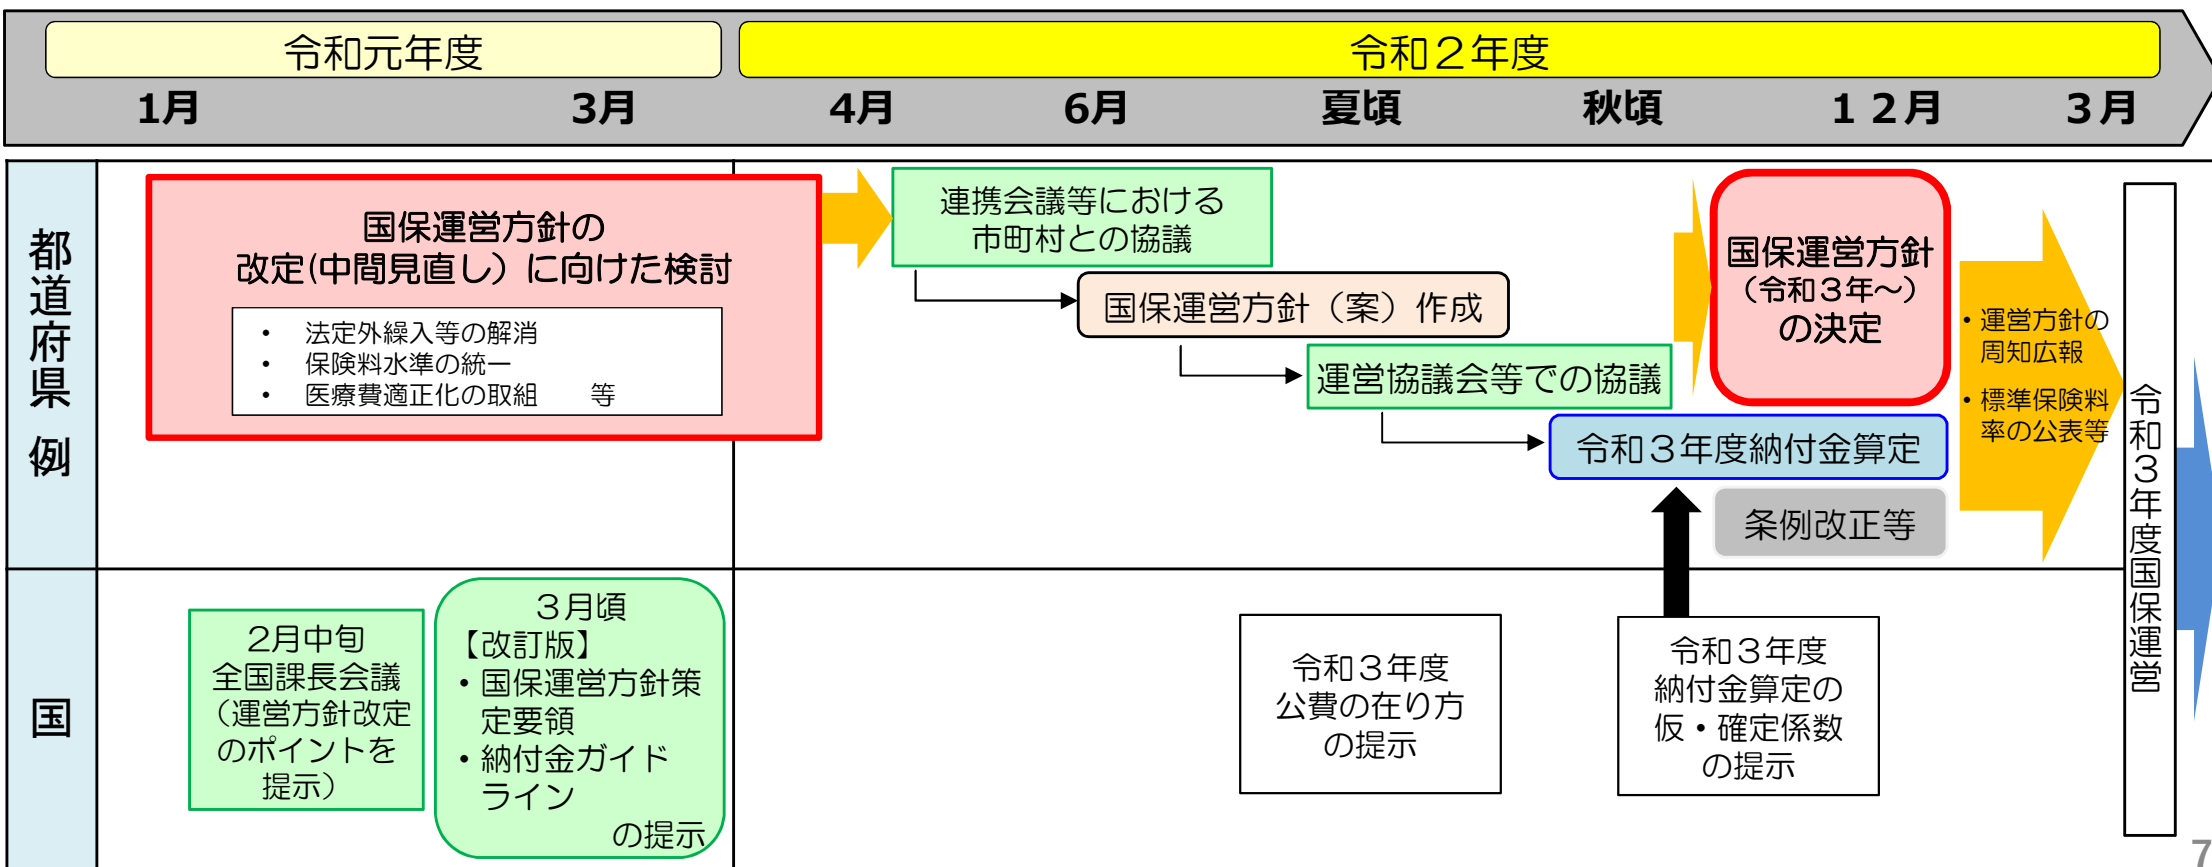 令和元年度
令和２年度
1月
3月
4月
6月
夏頃
秋頃
１２月
３月
都道府県 例
国保運営方針の
改定(中間見直し）に向けた検討
• 法定外繰入等の解消
• 保険料水準の統一
• 医療費適正化の取組　　等
連携会議等における
市町村との協議
国保運営方針（案）作成
運営協議会等での協議
国保運営方針
（令和３年～）
の決定
令和３年度納付金算定
条例改正等
・運営方針の
周知広報
・標準保険料
率の公表等
令和３年度国保運営
国
2月中旬
全国課長会議
（運営方針改定
のポイントを
提示）
３月頃
【改訂版】
・国保運営方針策
定要領
・納付金ガイド
ライン
の提示
令和３年度
公費の在り方
の提示
令和３年度
納付金算定の
仮・確定係数
の提示
7